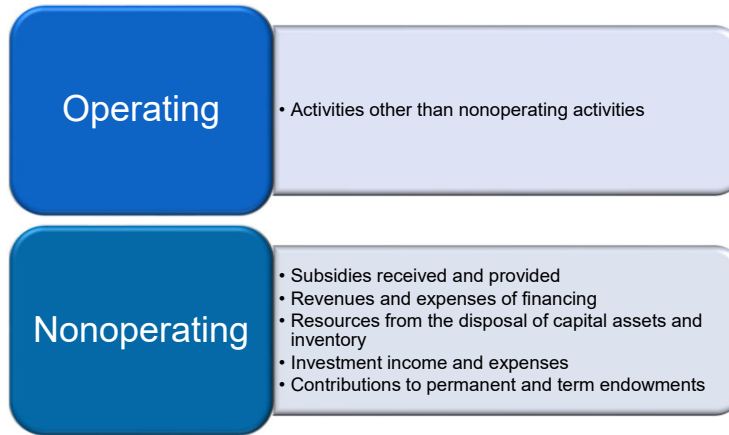 Operating
• Activities other than nonoperating activities
Nonoperating
• Subsidies received and provided
• Revenues and expenses of financing
• Resources from the disposal of capital assets and
inventory
• Investment income and expenses
• Contributions to permanent and term endowments